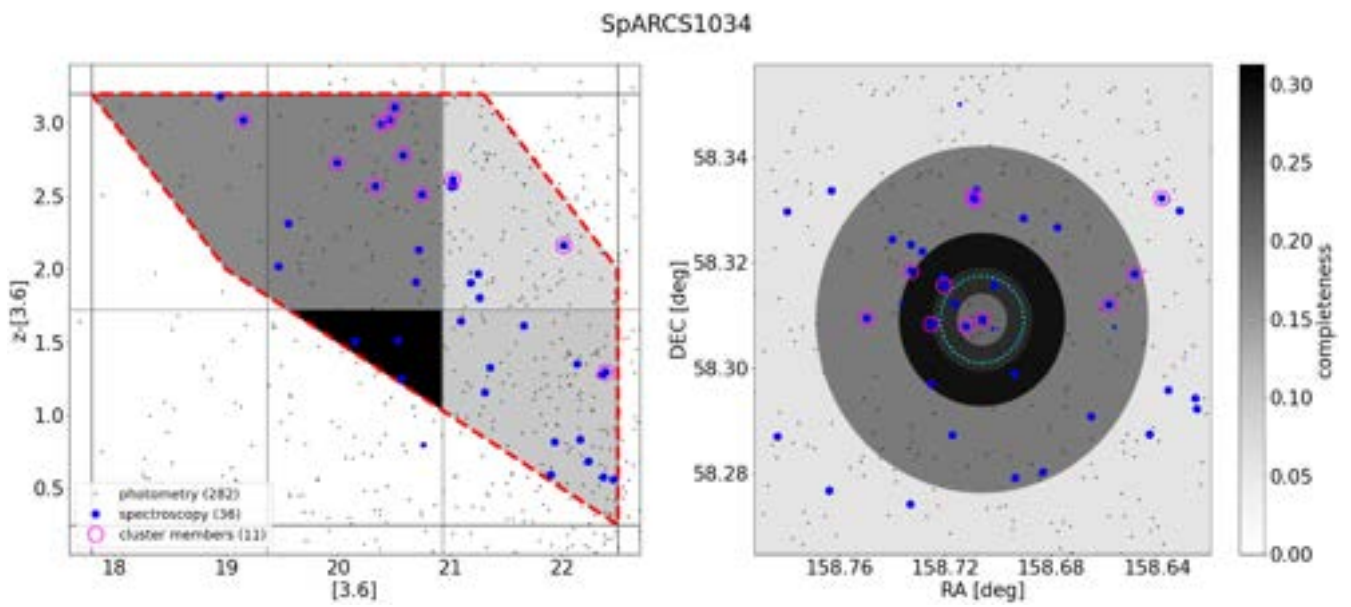 SpARCS1034
3.0
2.5
2.0
1.5
1.0
0.5
z-[3.6]
photometry (282)
spectroscopy (36)
cluster members (11)
18 19 20 21 22
[3.6]
58.34
58.32
58.30
58.28
DEC [deg]
158.76 158.72 158.68 158.64
RA [deg]
0.30
0.25
0.20
0.15
0.10
0.05
0.00
completeness